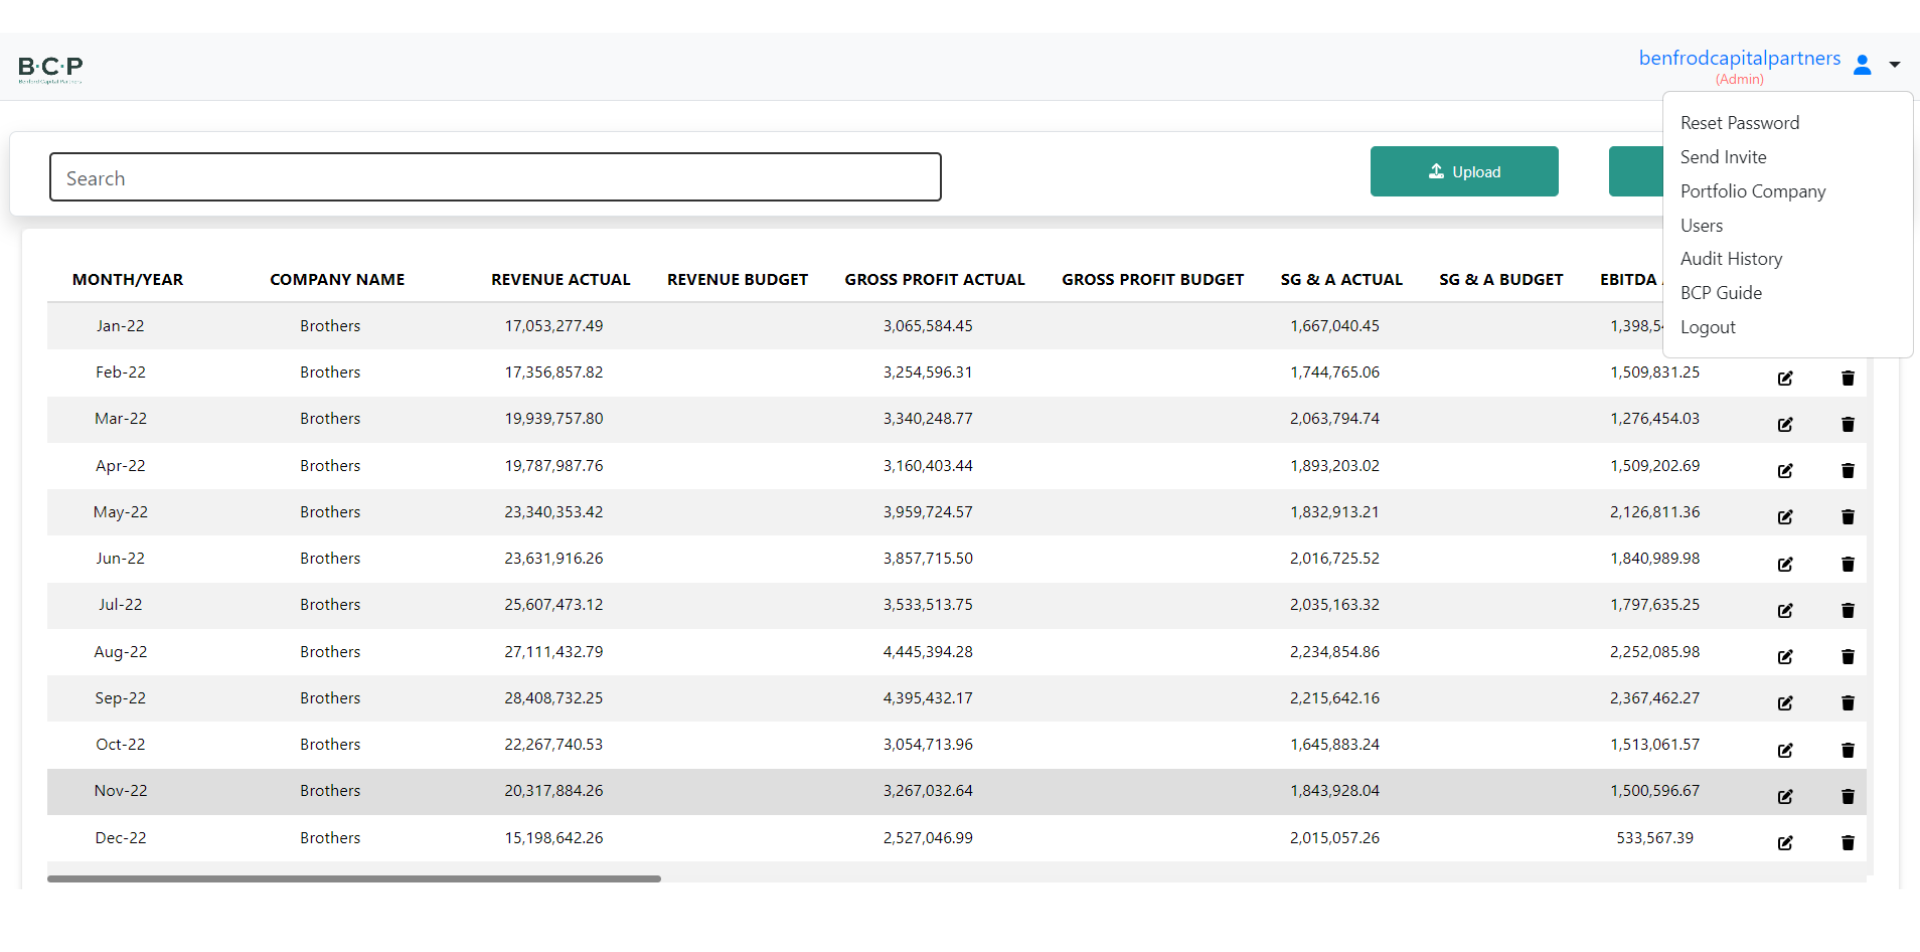 B·C·P
Benford Capital Partners
benfrodcapitalpartners
(Admin)
Reset Password
Send Invite
Portfolio Company
Users
Audit History
BCP Guide
Logout
Search
Upload
MONTH/YEAR COMPANY NAME REVENUE ACTUAL REVENUE BUDGET GROSS PROFIT ACTUAL GROSS PROFIT BUDGET SG & A ACTUAL SG & A BUDGET EBITDA
Jan-22 Brothers 17,053,277.49 3,065,584.45 1,667,040.45 1,398,5
Feb-22 Brothers 17,356,857.82 3,254,596.31 1,744,765.06 1,509,831.25
Mar-22 Brothers 19,939,757.80 3,340,248.77 2,063,794.74 1,276,454.03
Apr-22 Brothers 19,787,987.76 3,160,403.44 1,893,203.02 1,509,202.69
May-22 Brothers 23,340,353.42 3,959,724.57 1,832,913.21 2,126,811.36
Jun-22 Brothers 23,631,916.26 3,857,715.50 2,016,725.52 1,840,989.98
Jul-22 Brothers 25,607,473.12 3,533,513.75 2,035,163.32 1,797,635.25
Aug-22 Brothers 27,111,432.79 4,445,394.28 2,234,854.86 2,252,085.98
Sep-22 Brothers 28,408,732.25 4,395,432.17 2,215,642.16 2,367,462.27
Oct-22 Brothers 22,267,740.53 3,054,713.96 1,645,883.24 1,513,061.57
Nov-22 Brothers 20,317,884.26 3,267,032.64 1,843,928.04 1,500,596.67
Dec-22 Brothers 15,198,642.26 2,527,046.99 2,015,057.26 533,567.39